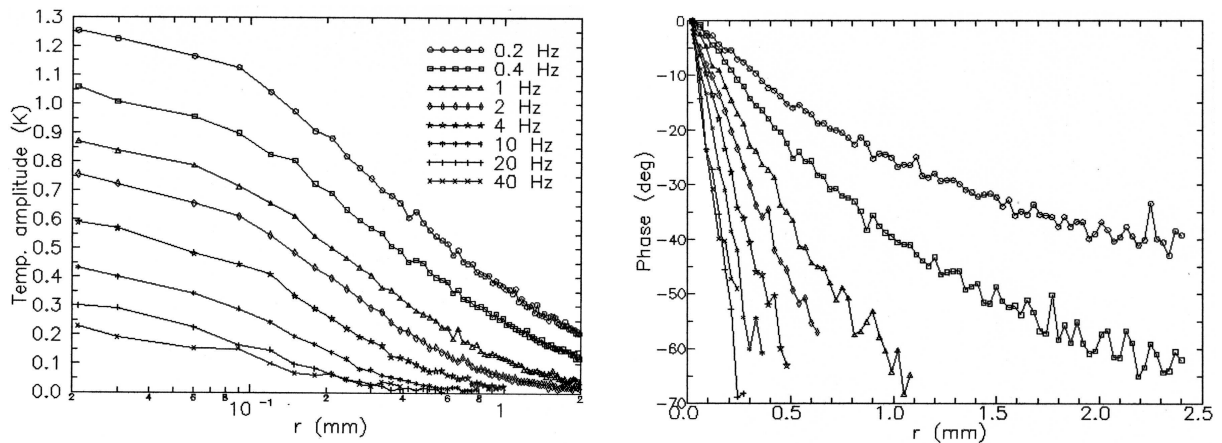 1.3
1.2
1.1
1.0
0.9
0.8
0.7
0.6
0.5
0.4
0.3
0.2
0.1
0.0
Temp. amplitude (K)
0.2 Hz
0.4 Hz
1 Hz
2 Hz
4 Hz
10 Hz
20 Hz
40 Hz
2 4 6 8 10⁻¹ 2 4 6 8 1 2
r (mm)
0
−10
−20
−30
−40
−50
−60
−70
Phase (deg)
0.0 0.5 1.0 1.5 2.0 2.5
r (mm)